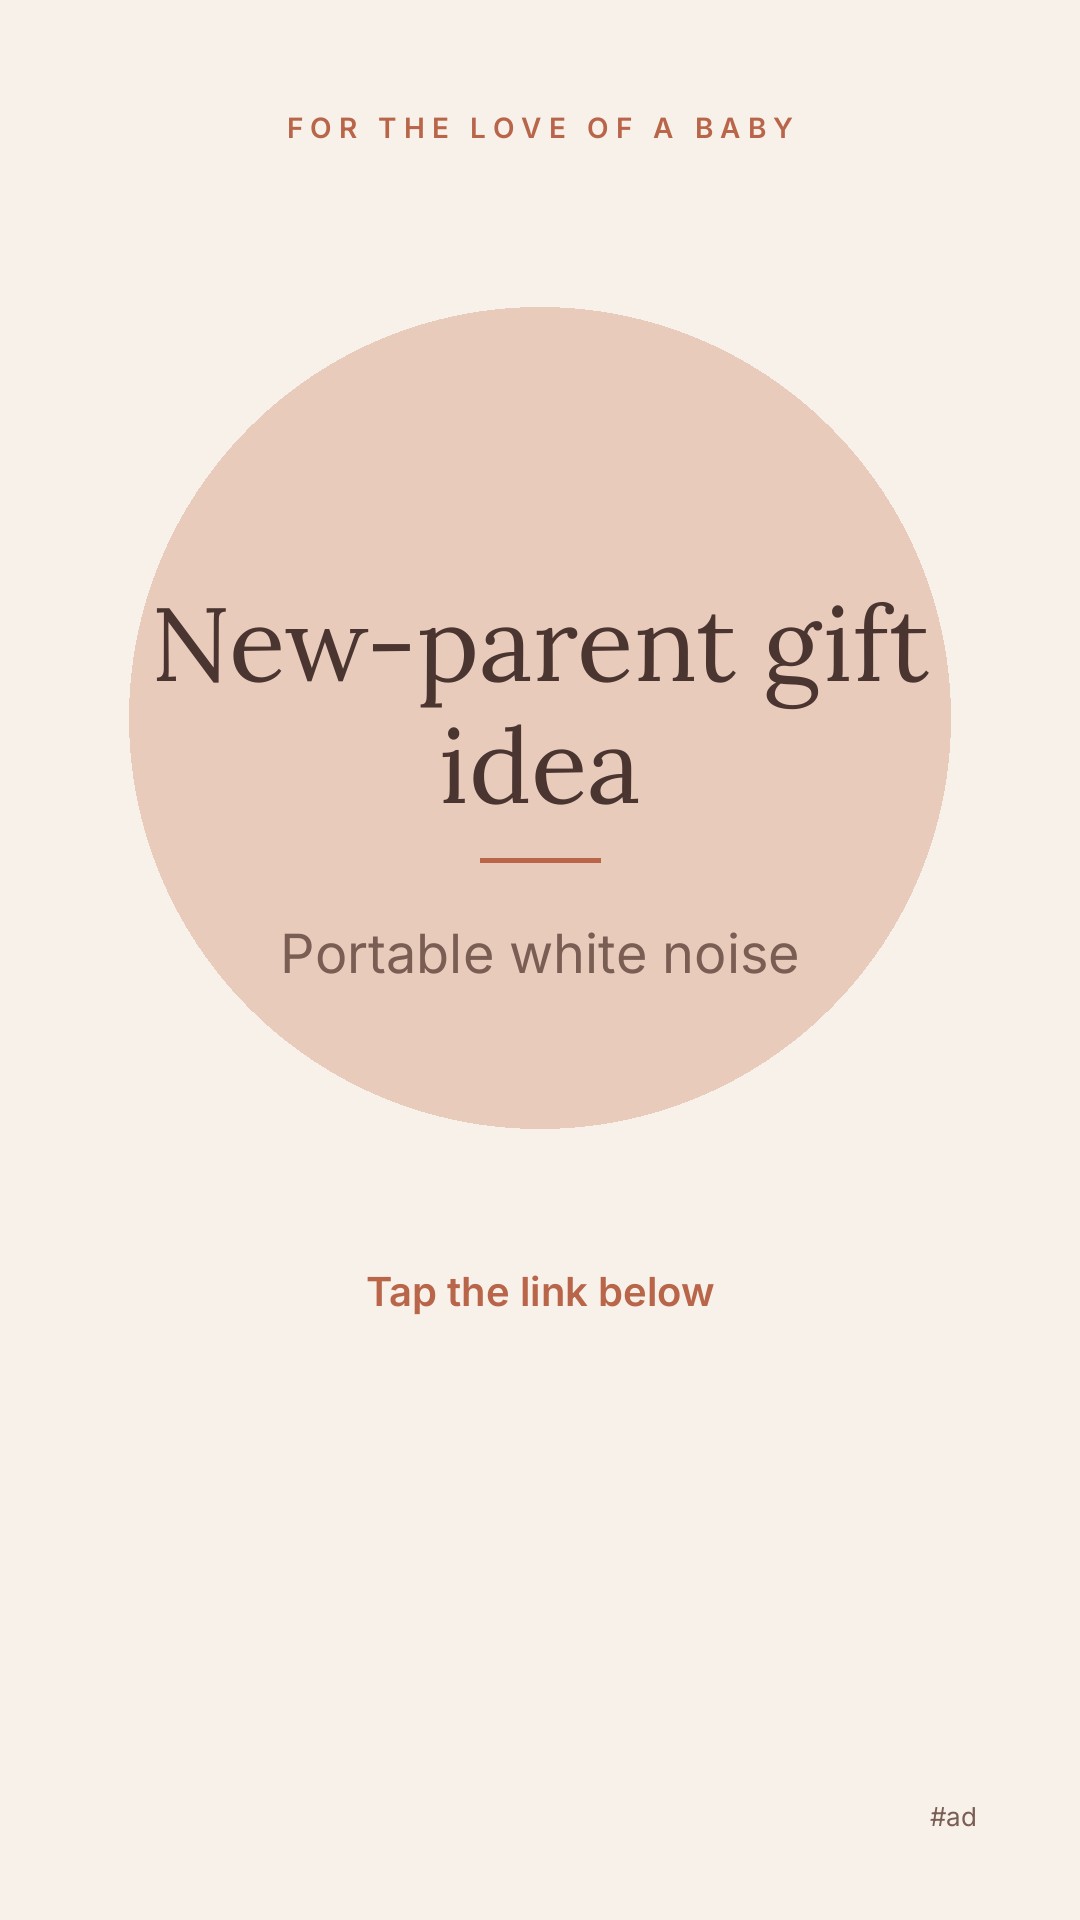 FOR THE LOVE OF A BABY
New-parent gift
idea
Portable white noise
Tap the link below
#ad